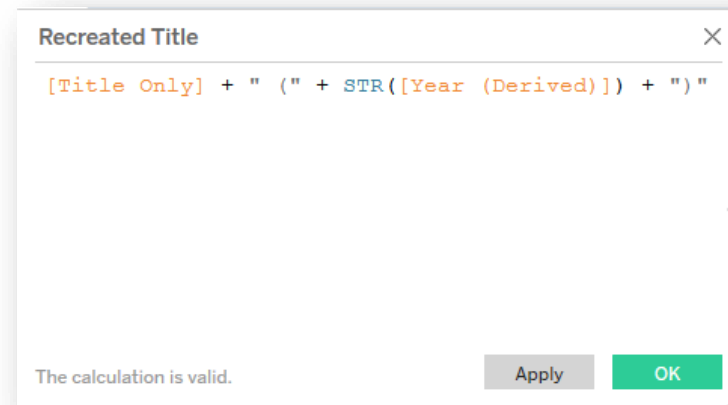 Recreated Title
[Title Only] + " (" + STR([Year (Derived)]) + ")"
The calculation is valid.
Apply
OK